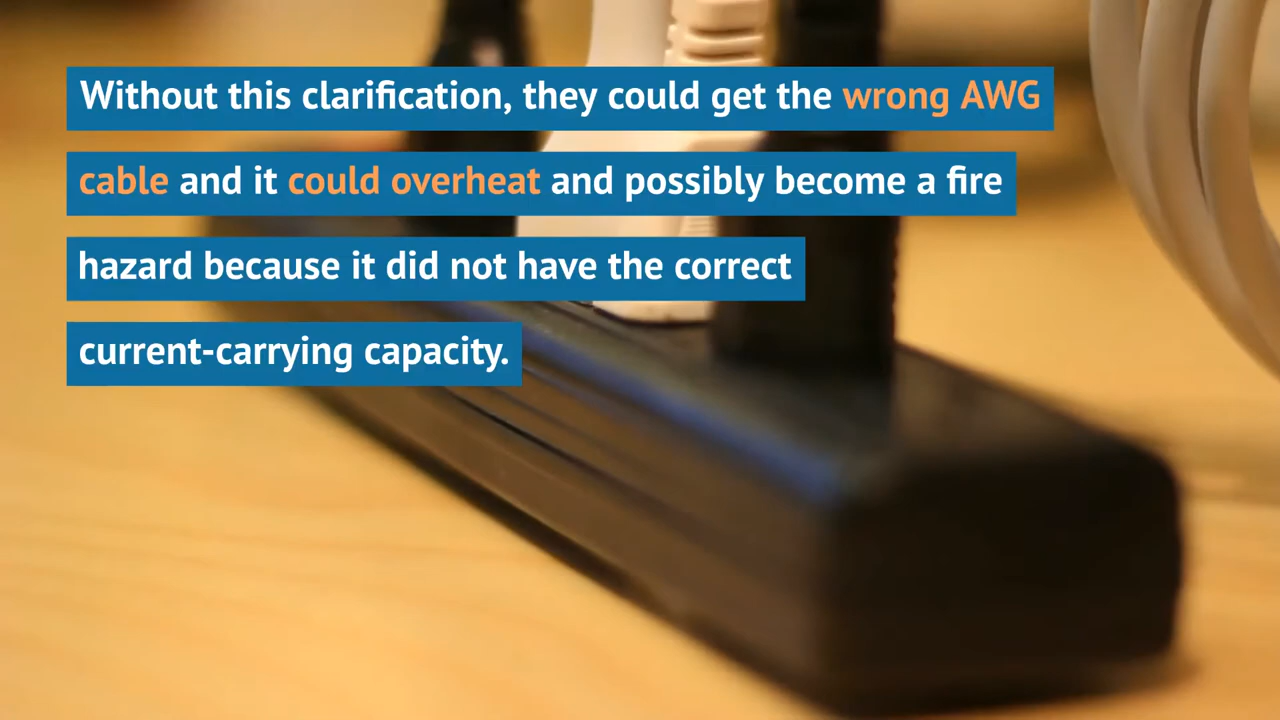 Without this clarification, they could get the wrong AWG
cable and it could overheat and possibly become a fire
hazard because it did not have the correct
current-carrying capacity.